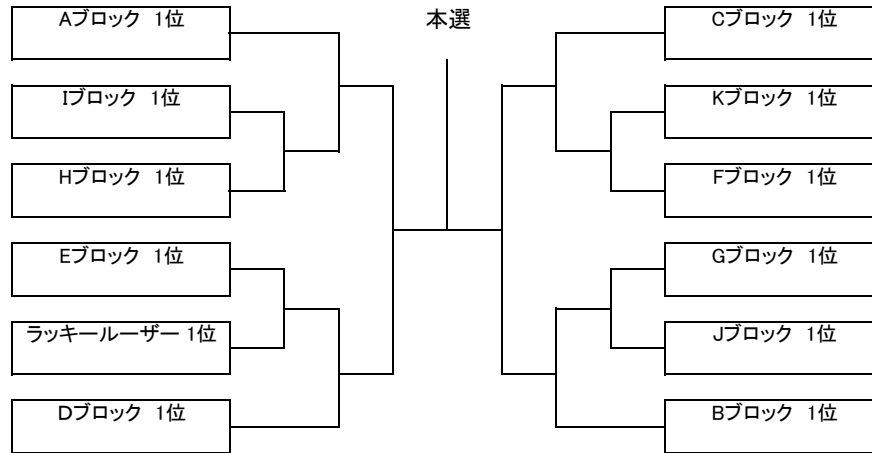 本選
Aブロック 1位
Iブロック 1位
Hブロック 1位
Eブロック 1位
ラッキールーザー 1位
Dブロック 1位
Cブロック 1位
Kブロック 1位
Fブロック 1位
Gブロック 1位
Jブロック 1位
Bブロック 1位